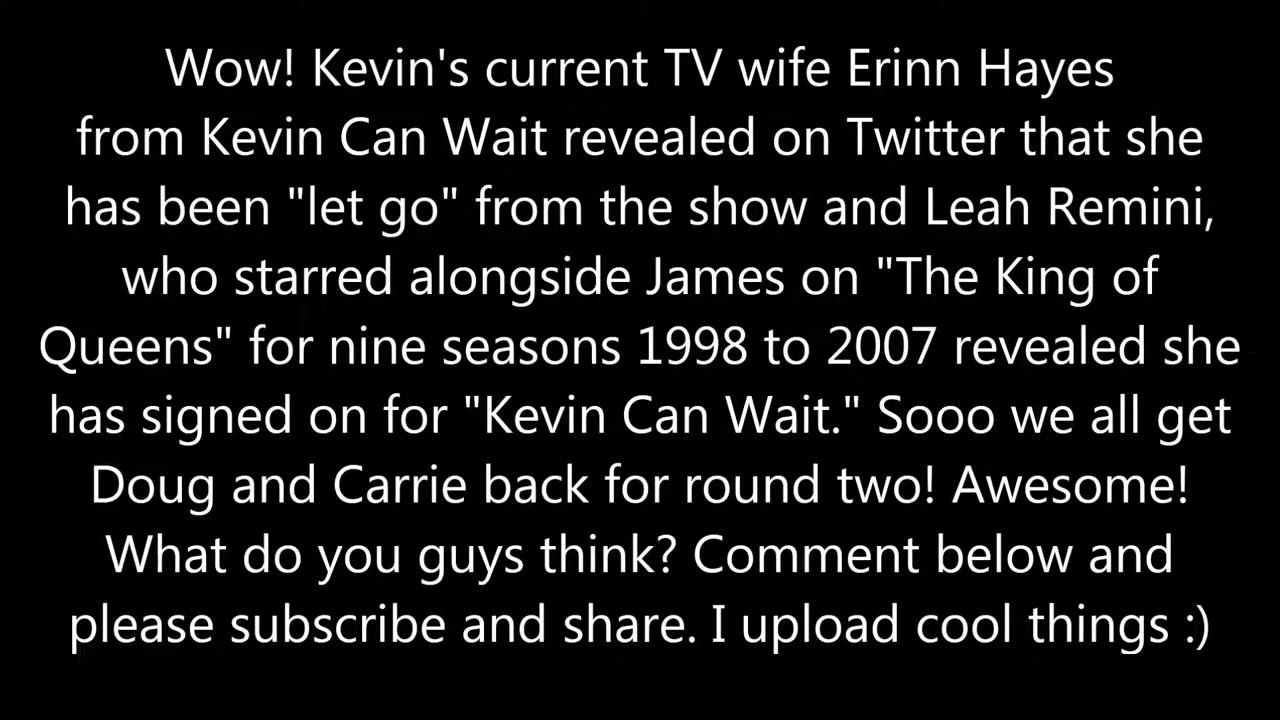 Wow! Kevin's current TV wife Erinn Hayes
from Kevin Can Wait revealed on Twitter that she
has been "let go" from the show and Leah Remini,
who starred alongside James on "The King of
Queens" for nine seasons 1998 to 2007 revealed she
has signed on for "Kevin Can Wait." Sooo we all get
Doug and Carrie back for round two! Awesome!
What do you guys think? Comment below and
please subscribe and share. I upload cool things :)